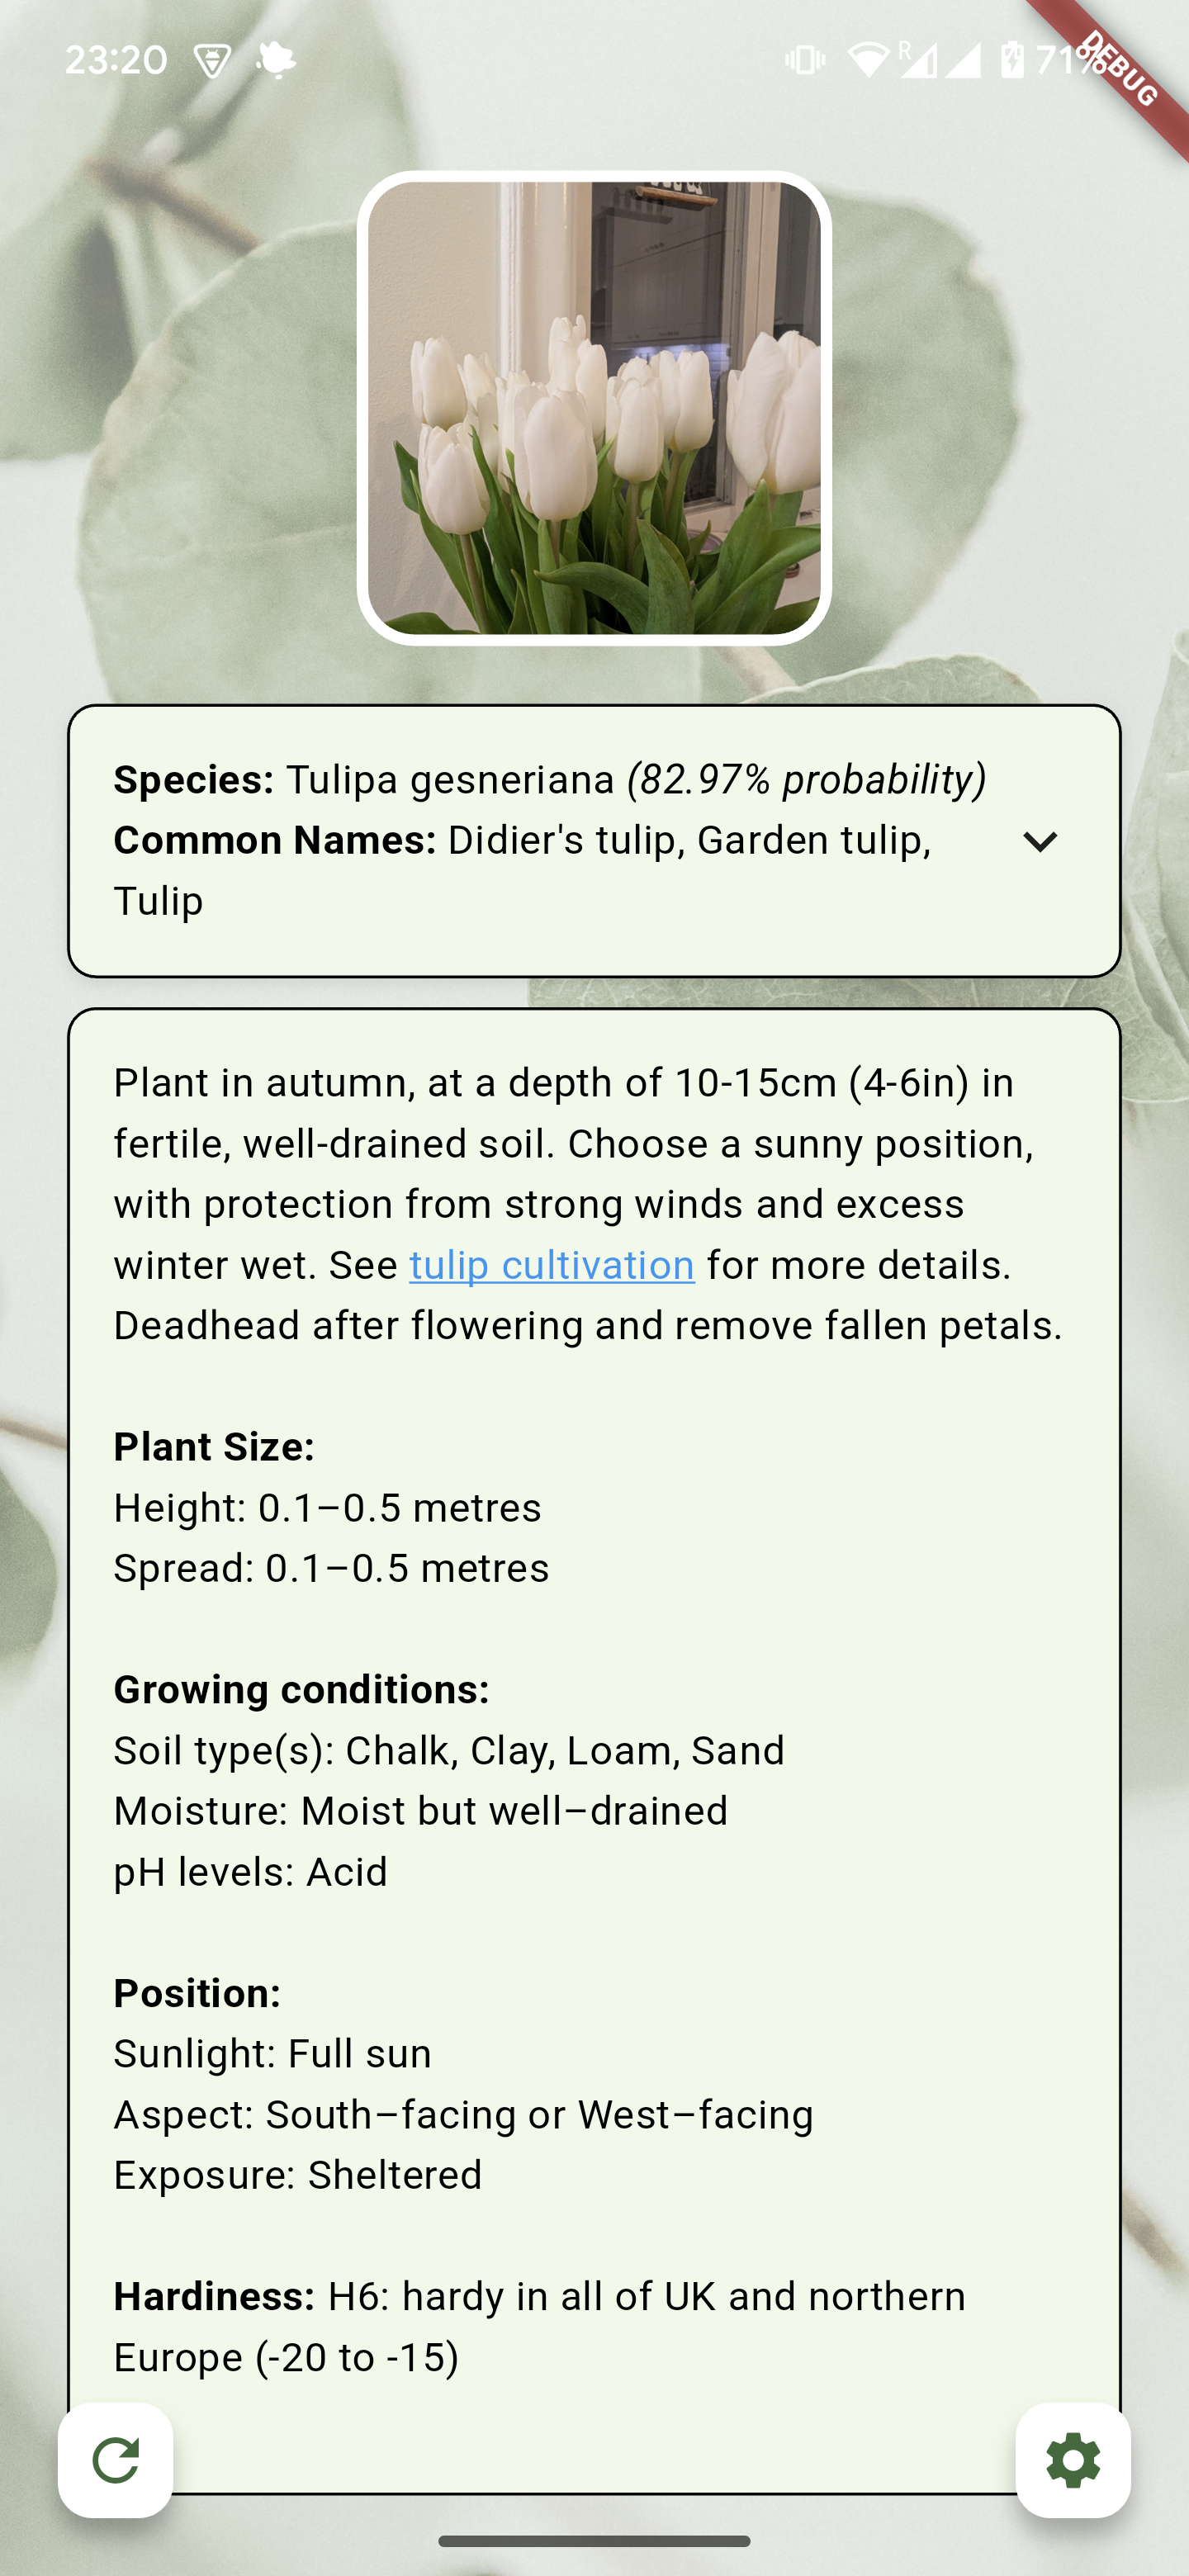 23:20
R
71%
DEBUG
Species: Tulipa gesneriana (82.97% probability)
Common Names: Didier's tulip, Garden tulip,
Tulip
Plant in autumn, at a depth of 10-15cm (4-6in) in
fertile, well-drained soil. Choose a sunny position,
with protection from strong winds and excess
winter wet. See tulip cultivation for more details.
Deadhead after flowering and remove fallen petals.
Plant Size:
Height: 0.1–0.5 metres
Spread: 0.1–0.5 metres
Growing conditions:
Soil type(s): Chalk, Clay, Loam, Sand
Moisture: Moist but well–drained
pH levels: Acid
Position:
Sunlight: Full sun
Aspect: South–facing or West–facing
Exposure: Sheltered
Hardiness: H6: hardy in all of UK and northern
Europe (-20 to -15)